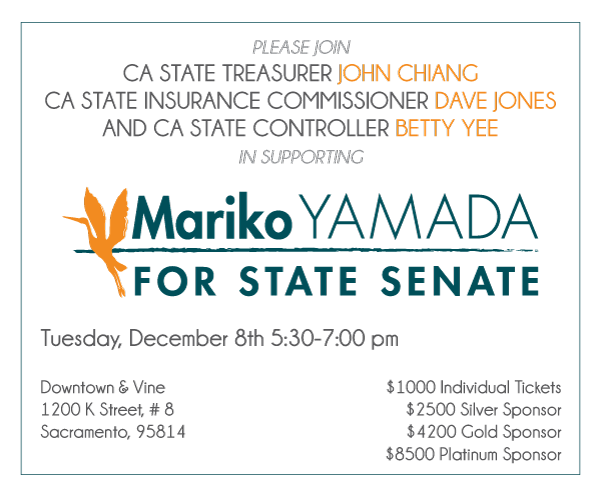 PLEASE JOIN
CA STATE TREASURER JOHN CHIANG
CA STATE INSURANCE COMMISSIONER DAVE JONES
AND CA STATE CONTROLLER BETTY YEE
IN SUPPORTING
Mariko YAMADA
FOR STATE SENATE
Tuesday, December 8th 5:30-7:00 pm
Downtown & Vine
1200 K Street, # 8
Sacramento, 95814
$1000 Individual Tickets
$2500 Silver Sponsor
$4200 Gold Sponsor
$8500 Platinum Sponsor